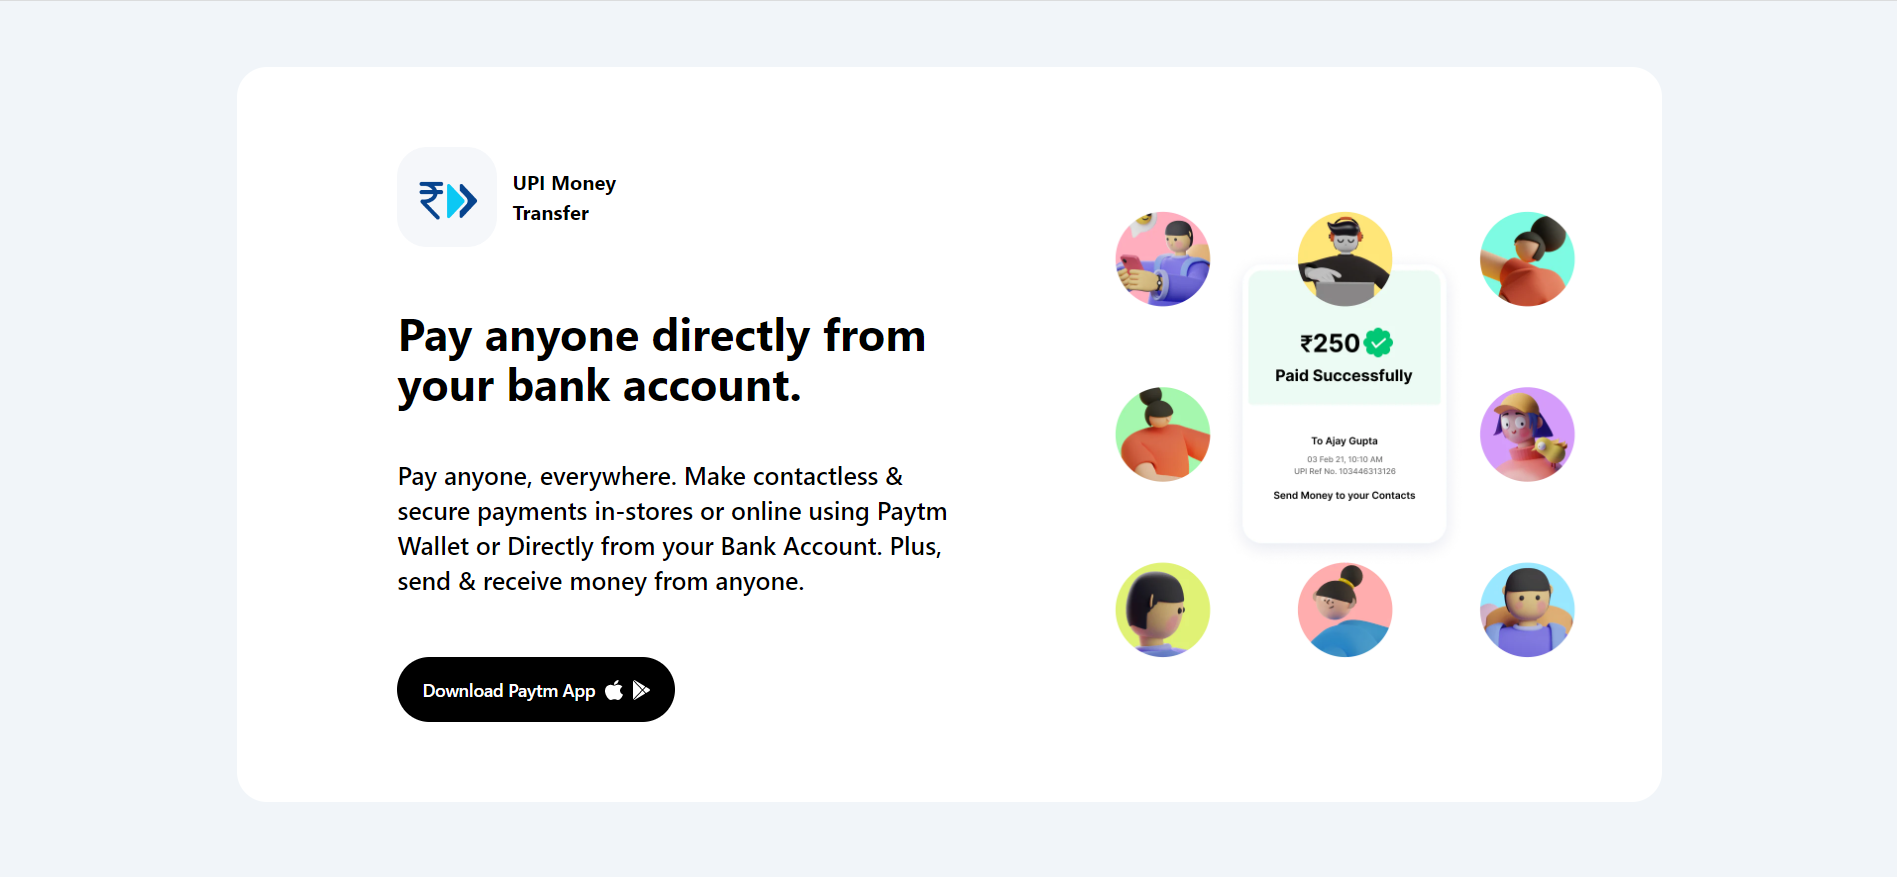 UPI Money
Transfer
Pay anyone directly from
your bank account.
Pay anyone, everywhere. Make contactless &
secure payments in-stores or online using Paytm
Wallet or Directly from your Bank Account. Plus,
send & receive money from anyone.
Download Paytm App
₹250
Paid Successfully
To Ajay Gupta
03 Feb 21, 10:10 AM
UPI Ref No. 103446313126
Send Money to your Contacts